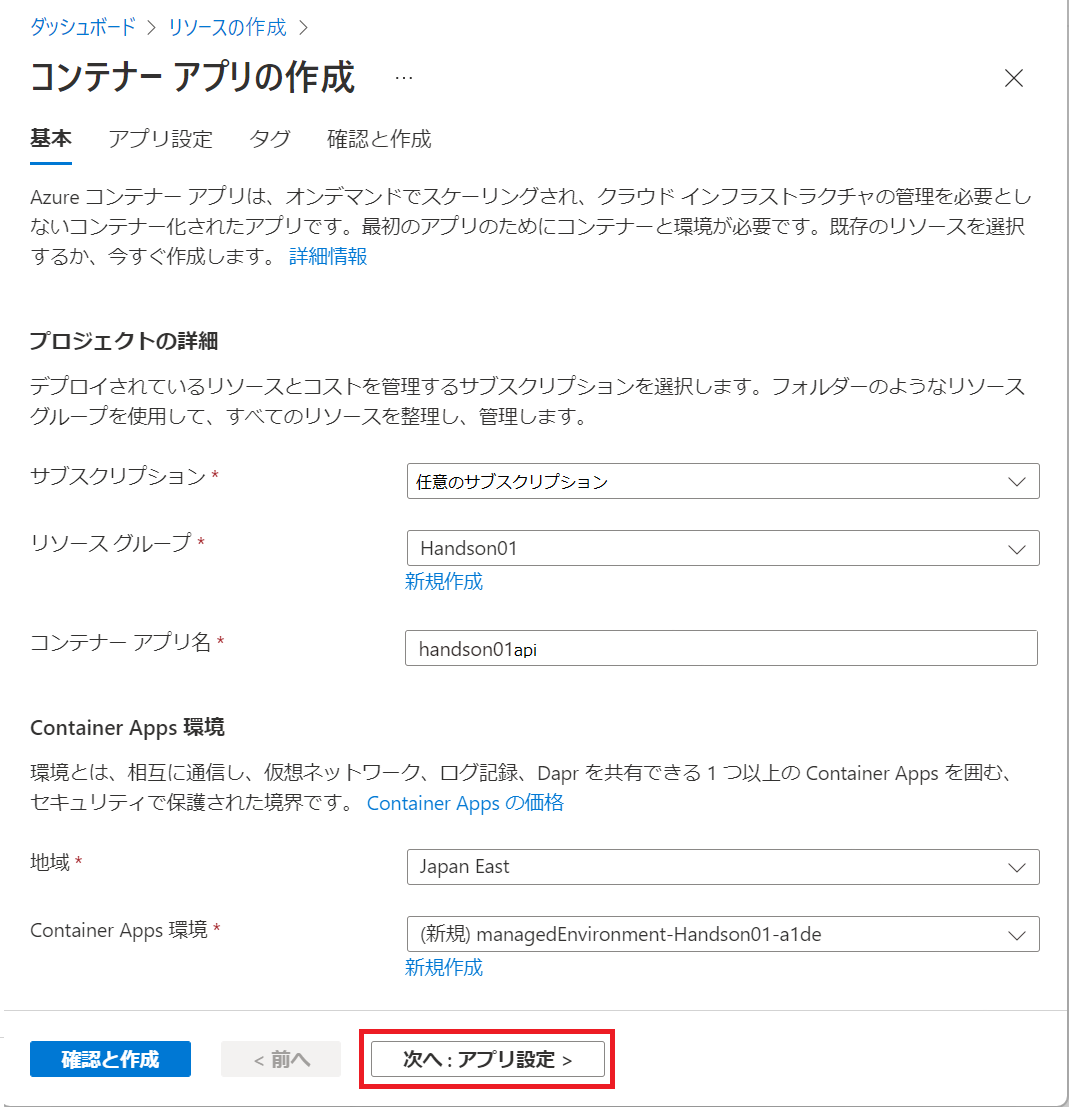 ダッシュボード > リソースの作成 >
コンテナー アプリの作成 ...
基本 アプリ設定 タグ 確認と作成
Azure コンテナー アプリは、オンデマンドでスケーリングされ、クラウド インフラストラクチャの管理を必要とし
ないコンテナー化されたアプリです。最初のアプリのためにコンテナーと環境が必要です。既存のリソースを選択
するか、今すぐ作成します。 詳細情報
プロジェクトの詳細
デプロイされているリソースとコストを管理するサブスクリプションを選択します。フォルダーのようなリソース
グループを使用して、すべてのリソースを整理し、管理します。
サブスクリプション * 任意のサブスクリプション
リソース グループ * Handson01
新規作成
コンテナー アプリ名 * handson01api
Container Apps 環境
環境とは、相互に通信し、仮想ネットワーク、ログ記録、Dapr を共有できる 1 つ以上の Container Apps を囲む、
セキュリティで保護された境界です。 Container Apps の価格
地域 * Japan East
Container Apps 環境 * (新規) managedEnvironment-Handson01-a1de
新規作成
確認と作成 < 前へ 次へ : アプリ設定 >